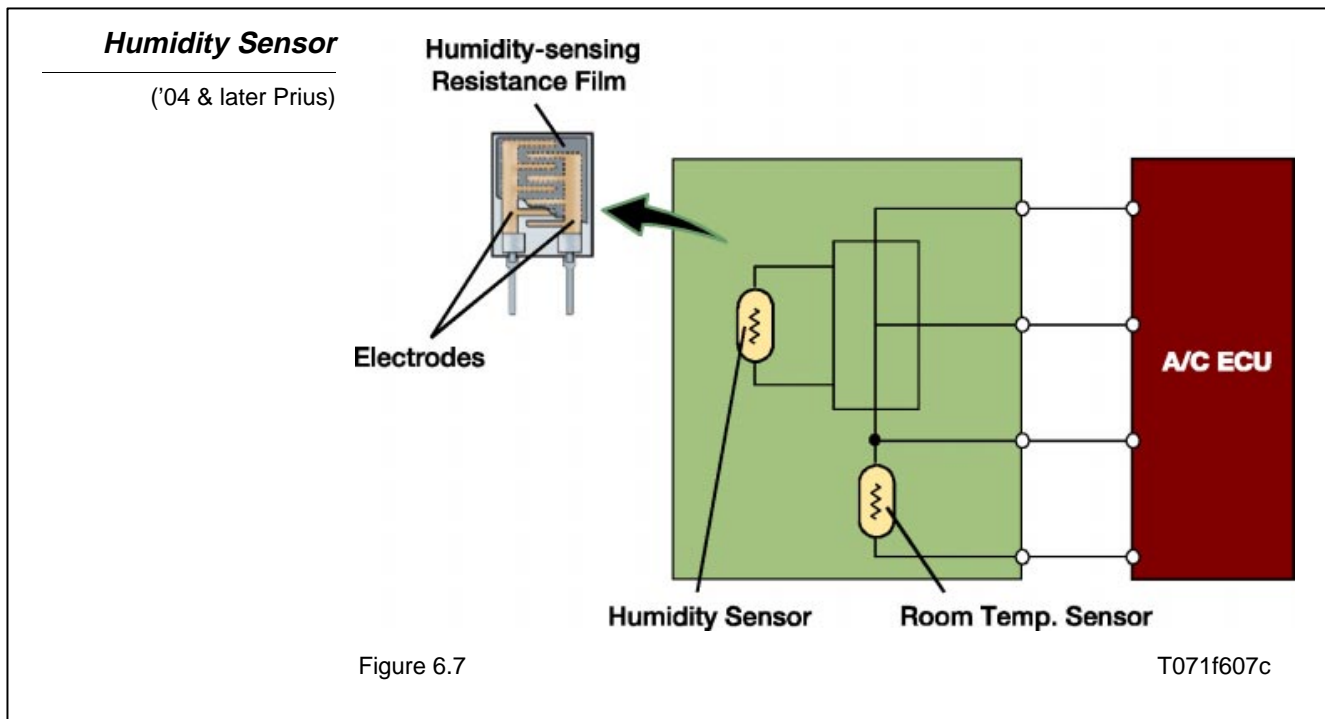 Humidity Sensor
('04 & later Prius)
Humidity-sensing
Resistance Film
Electrodes
A/C ECU
Humidity Sensor
Room Temp. Sensor
Figure 6.7
T071f607c